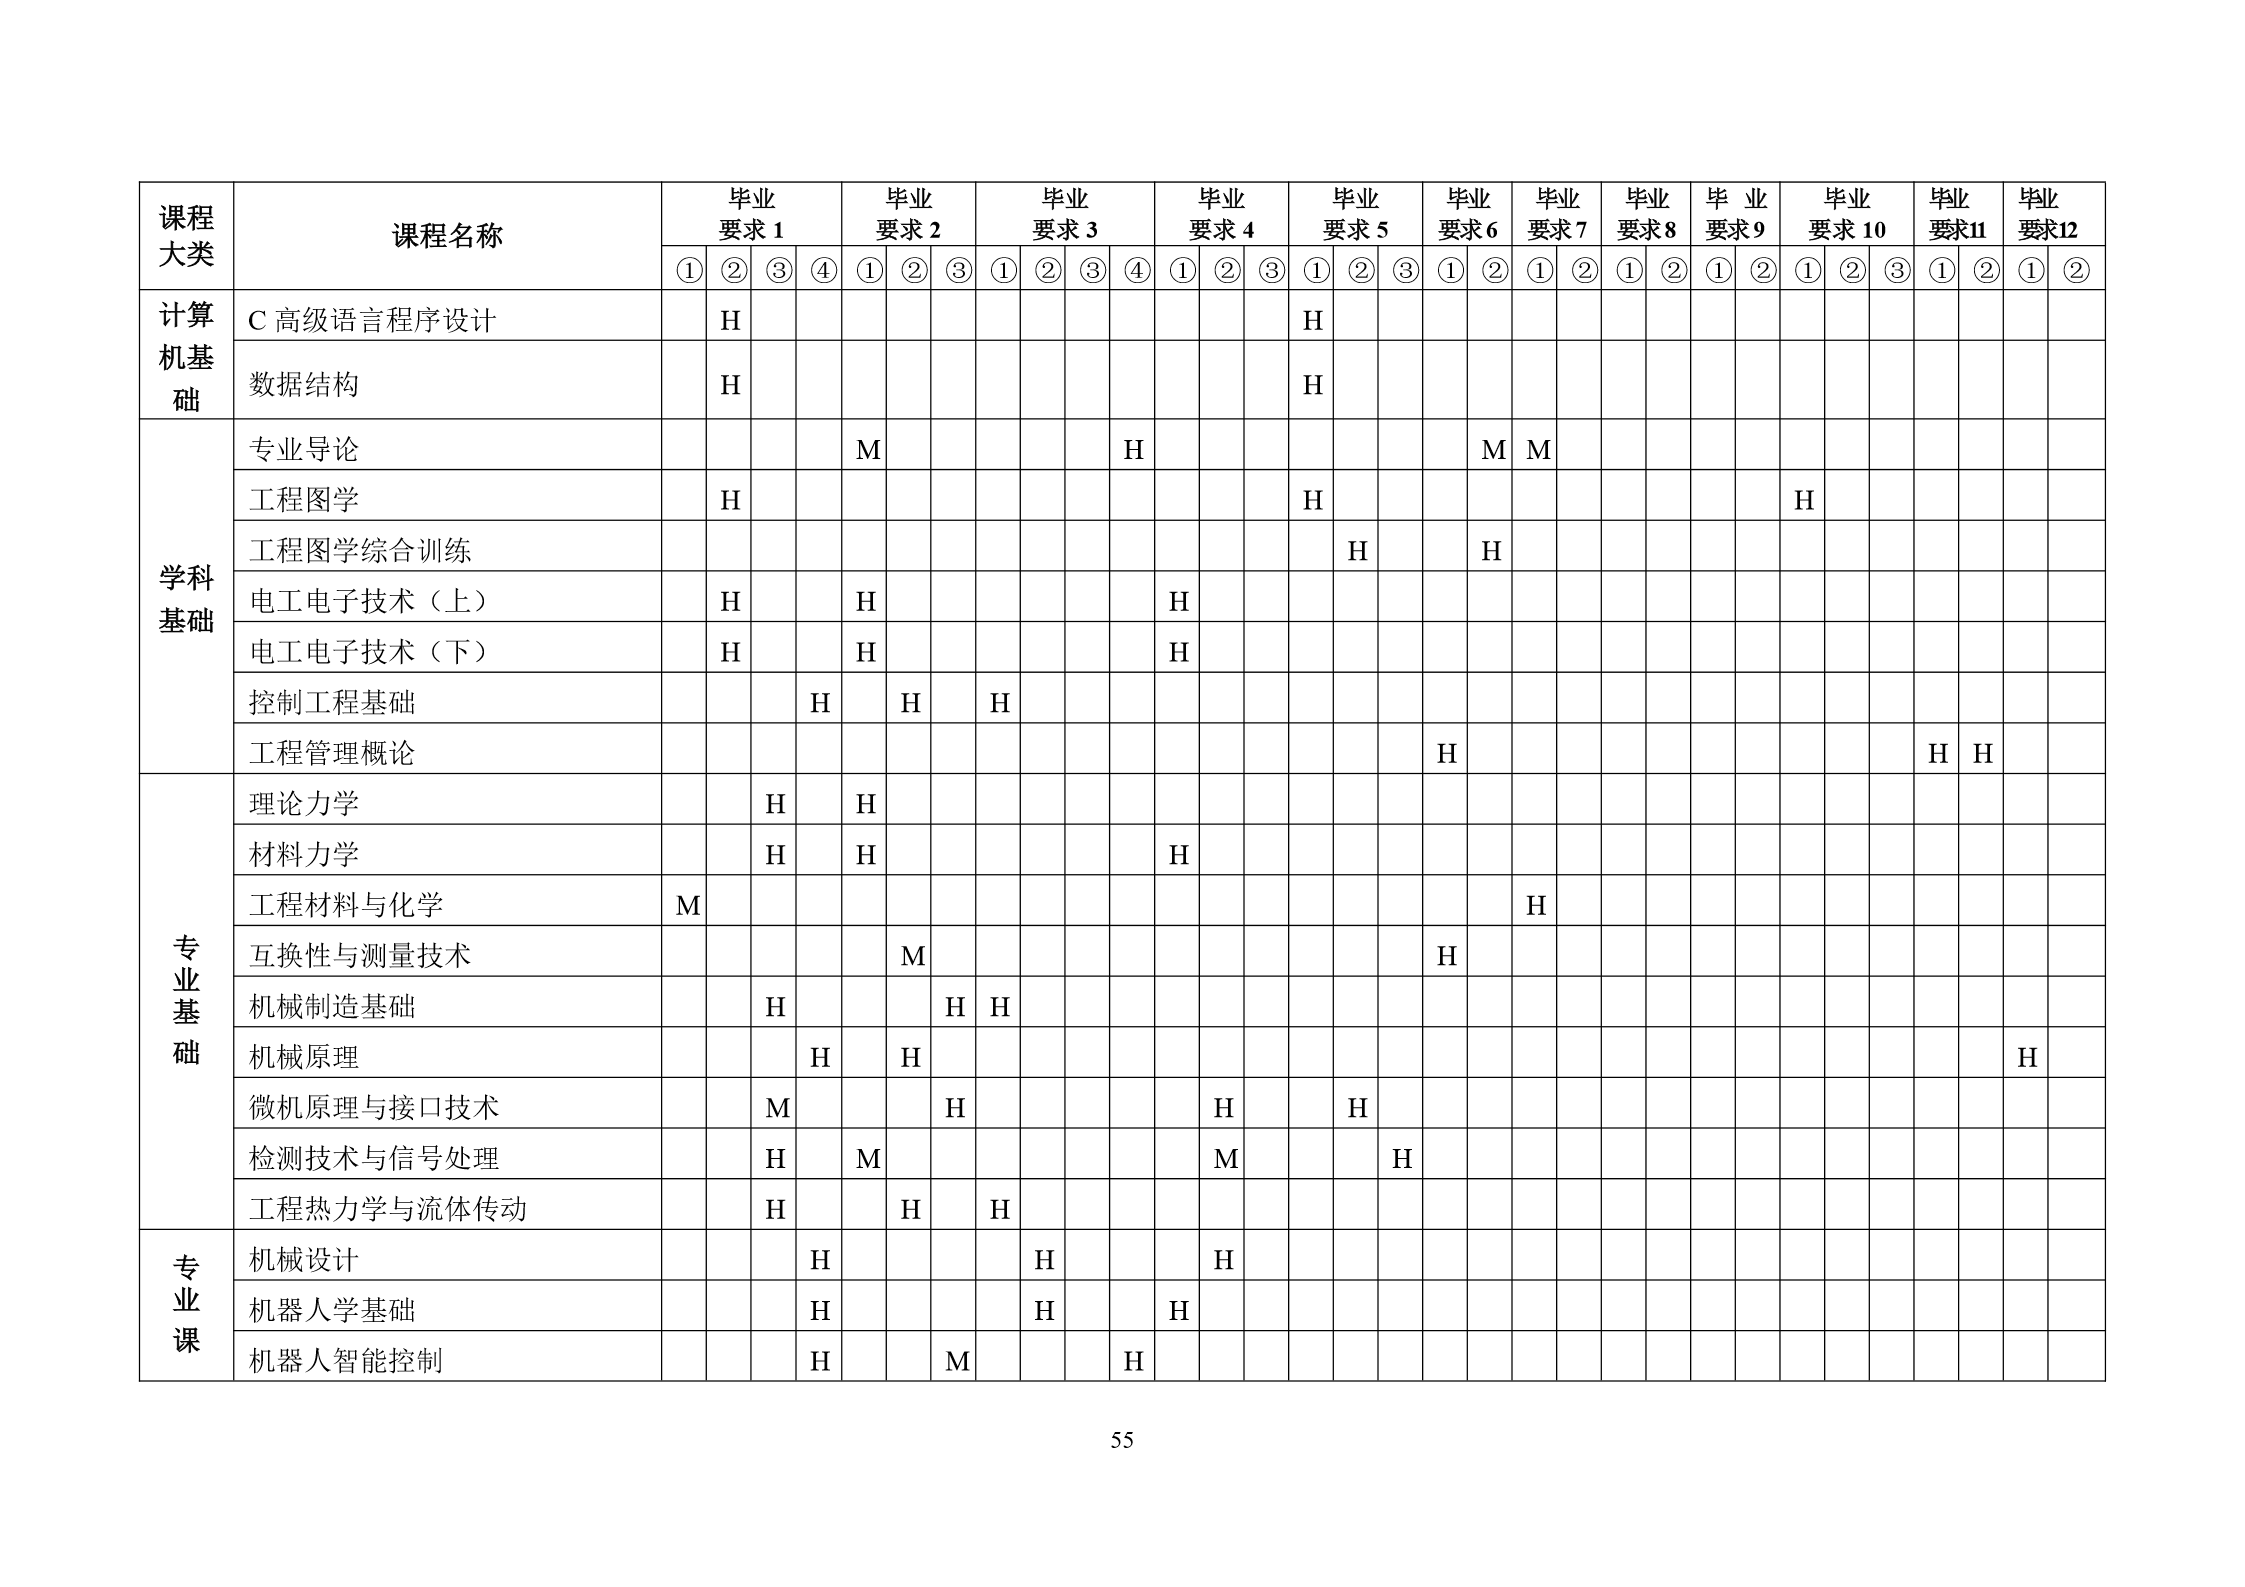 课程大类 课程名称 毕业要求 1 毕业要求 2 毕业要求 3 毕业要求 4 毕业要求 5 毕业要求 6 毕业要求 7 毕业要求 8 毕 业要求 9 毕业要求 10 毕业要求11 毕业要求12
① ② ③ ④ ① ② ③ ① ② ③ ④ ① ② ③ ① ② ③ ① ② ① ② ① ② ① ② ① ② ③ ① ② ① ②
计算机基础
C 高级语言程序设计 H H
数据结构 H H
学科基础
专业导论 M H M M
工程图学 H H H
工程图学综合训练 H H
电工电子技术（上） H H H
电工电子技术（下） H H H
控制工程基础 H H H
工程管理概论 H H H
专业基础
理论力学 H H
材料力学 H H H
工程材料与化学 M H
互换性与测量技术 M H
机械制造基础 H H H
机械原理 H H H
微机原理与接口技术 M H H H
检测技术与信号处理 H M M H
工程热力学与流体传动 H H H
专业课
机械设计 H H H
机器人学基础 H H H
机器人智能控制 H M H
55